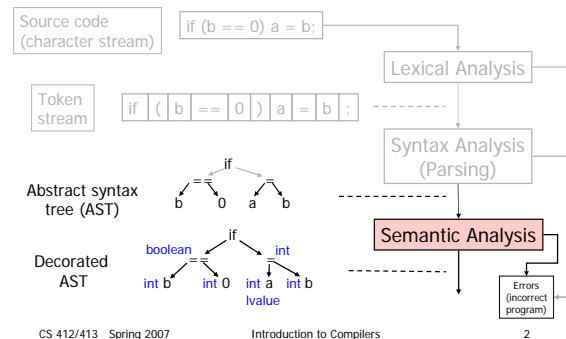 Source code
(character stream)
if (b == 0) a = b;
Lexical Analysis
Token
stream
if ( b == 0 ) a = b ;
Syntax Analysis
(Parsing)
Abstract syntax
tree (AST)
if
== =
b 0 a b
Semantic Analysis
Decorated
AST
if
boolean == = int
int b int 0 int a int b
lvalue
Errors
(incorrect
program)
CS 412/413 Spring 2007 Introduction to Compilers 2